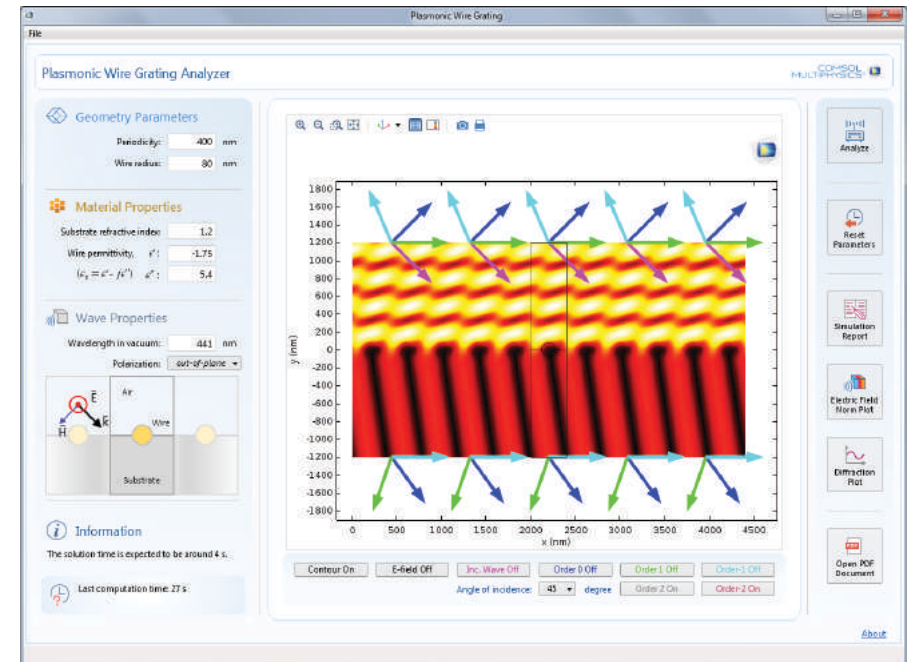 Plasmonic Wire Grating
File
Plasmonic Wire Grating Analyzer
COMSOL
MULTIPHYSICS
Geometry Parameters
Periodicity: 400 nm
Wire radius: 80 nm
Material Properties
Substrate refractive index: 1.2
Wire permittivity, ε': -1.75
(εr = ε' - jε'') ε'': 5.4
Wave Properties
Wavelength in vacuum: 441 nm
Polarization: out-of-plane
E
H
k
Air
Wire
Substrate
Information
The solution time is expected to be around 4 s.
Last computation time: 27 s
1800
1600
1400
1200
1000
800
600
400
200
0
-200
-400
-600
-800
-1000
-1200
-1400
-1600
-1800
y (nm)
0 500 1000 1500 2000 2500 3000 3500 4000 4500
x (nm)
Contour On E-field Off Inc. Wave Off Order 0 Off Order 1 Off Order-1 Off
Angle of incidence: 45 degree Order 2 On Order-2 On
Analyze
Reset
Parameters
Simulation
Report
Electric Field
Norm Plot
Diffraction
Plot
Open PDF
Document
About